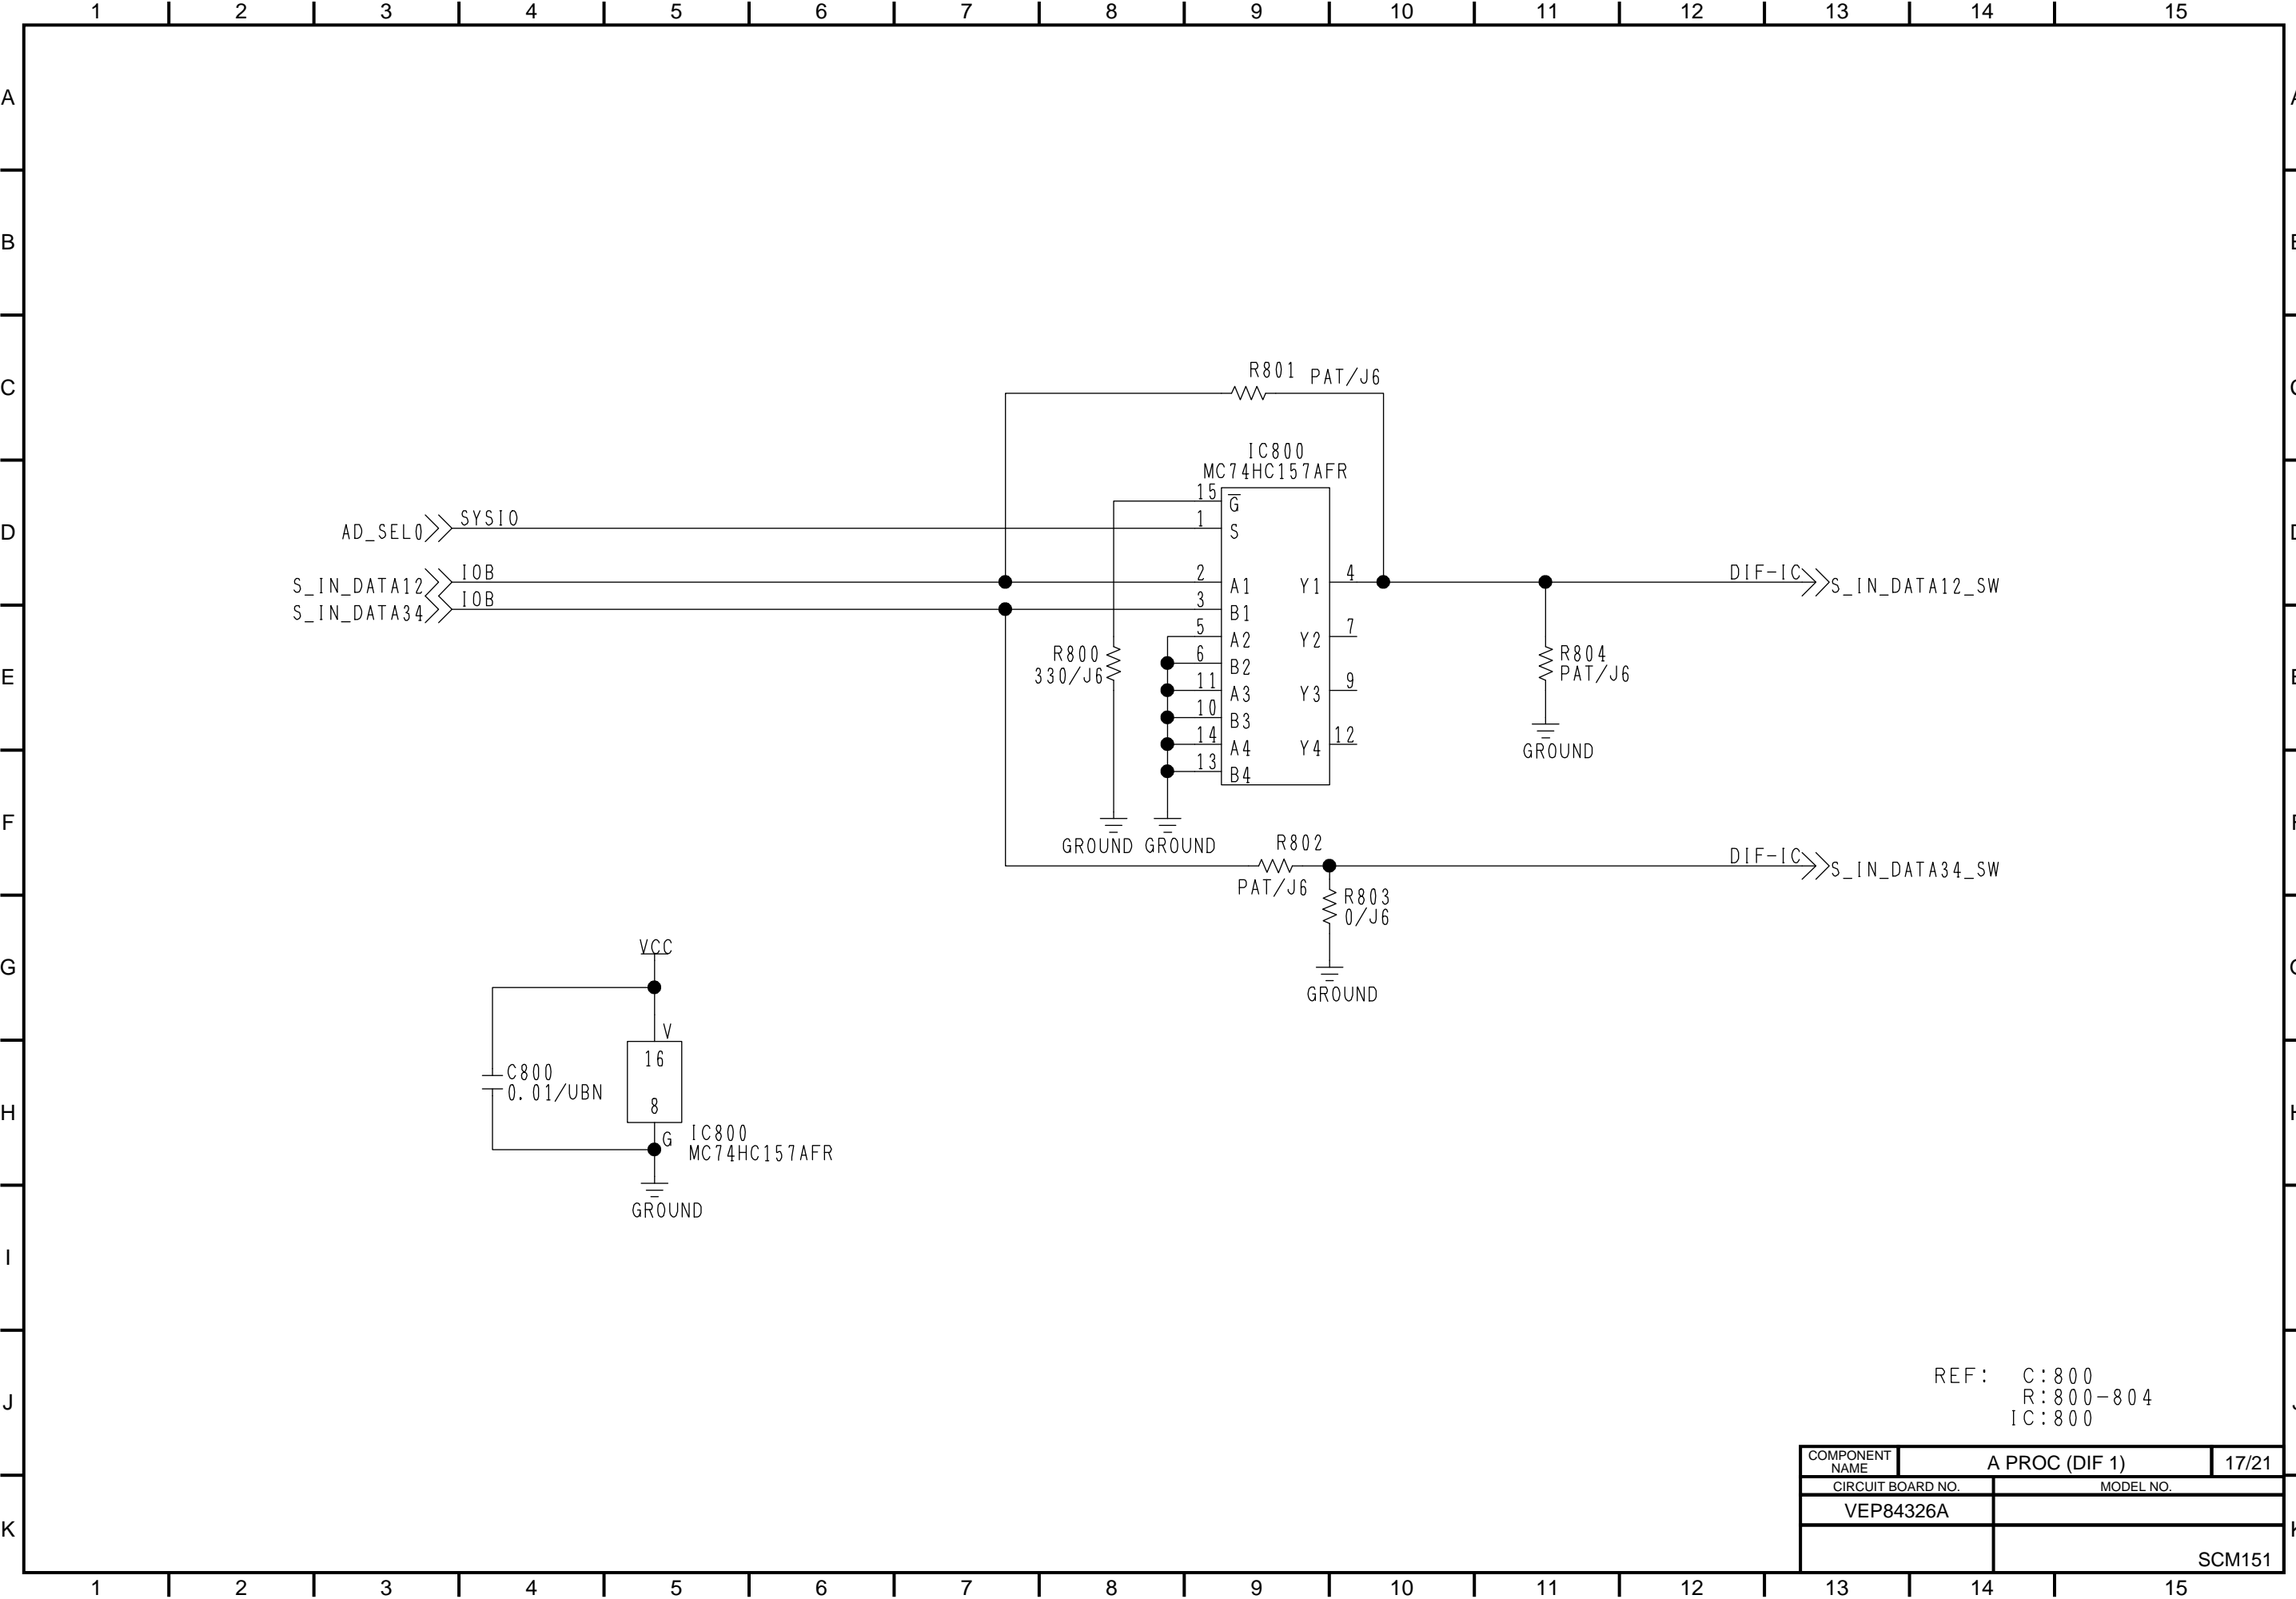 1 2 3 4 5 6 7 8 9 10 11 12 13 14 15
A
B
C
D
E
F
G
H
I
J
K
R801 PAT/J6
IC800
MC74HC157AFR
15 G
AD_SEL0 SYSIO 1 S
S_IN_DATA12 IOB 2 A1 Y1 4 DIF-IC S_IN_DATA12_SW
S_IN_DATA34 IOB 3 B1
5 A2 Y2 7
6 B2
11 A3 Y3 9
10 B3
14 A4 Y4 12
13 B4
R800
330/J6
R804
PAT/J6
GROUND
GROUND GROUND
R802
PAT/J6
DIF-IC S_IN_DATA34_SW
R803
0/J6
GROUND
VCC
V
16
8
G
C800
0.01/UBN
IC800
MC74HC157AFR
GROUND
REF: C:800
R:800-804
IC:800
COMPONENT
NAME
A PROC (DIF 1)
17/21
CIRCUIT BOARD NO.
MODEL NO.
VEP84326A
SCM151
1 2 3 4 5 6 7 8 9 10 11 12 13 14 15